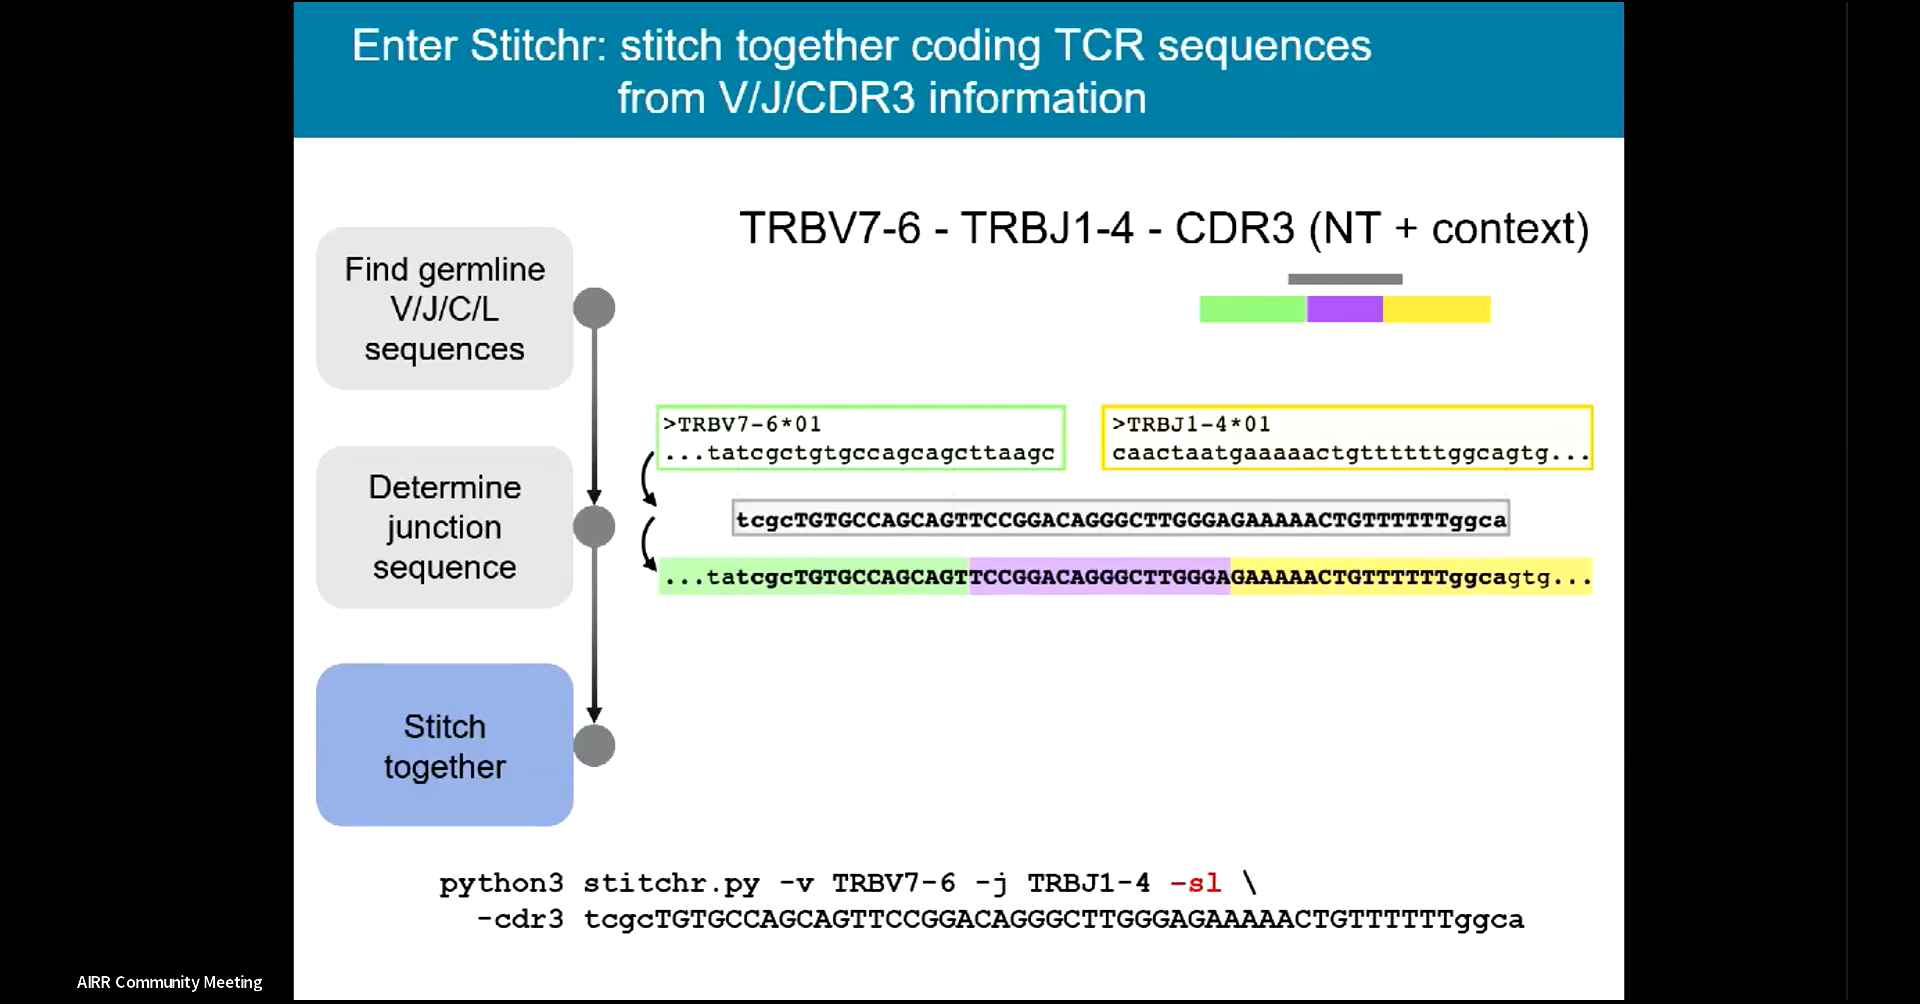 Enter Stitchr: stitch together coding TCR sequences
from V/J/CDR3 information
TRBV7-6 - TRBJ1-4 - CDR3 (NT + context)
Find germline
V/J/C/L
sequences
>TRBV7-6*01
...tatcgctgtgccagcagcttaagc
>TRBJ1-4*01
caactaatgaaaaactgttttttggcagtg...
Determine
junction
sequence
tcgcTGTGCCAGCAGTTCCGGACAGGGCTTGGGAGAAAAACTGTTTTTTggca
...tatcgcTGTGCCAGCAGTTCCGGACAGGGCTTGGGAGAAAAACTGTTTTTTggcagtg...
Stitch
together
python3 stitchr.py -v TRBV7-6 -j TRBJ1-4 -sl \
-cdr3 tcgcTGTGCCAGCAGTTCCGGACAGGGCTTGGGAGAAAAACTGTTTTTTggca
AIRR Community Meeting